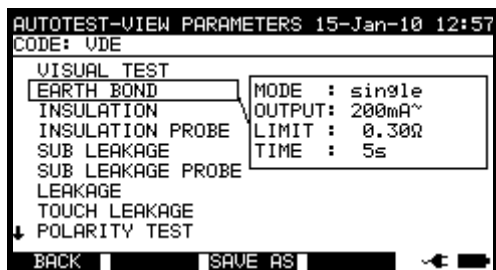 AUTOTEST-VIEW PARAMETERS 15-Jan-10 12:57
CODE: VDE
VISUAL TEST
EARTH BOND
INSULATION
INSULATION PROBE
SUB LEAKAGE
SUB LEAKAGE PROBE
LEAKAGE
TOUCH LEAKAGE
POLARITY TEST
MODE : single
OUTPUT: 200mA~
LIMIT : 0.30Ω
TIME : 5s
BACK SAVE AS